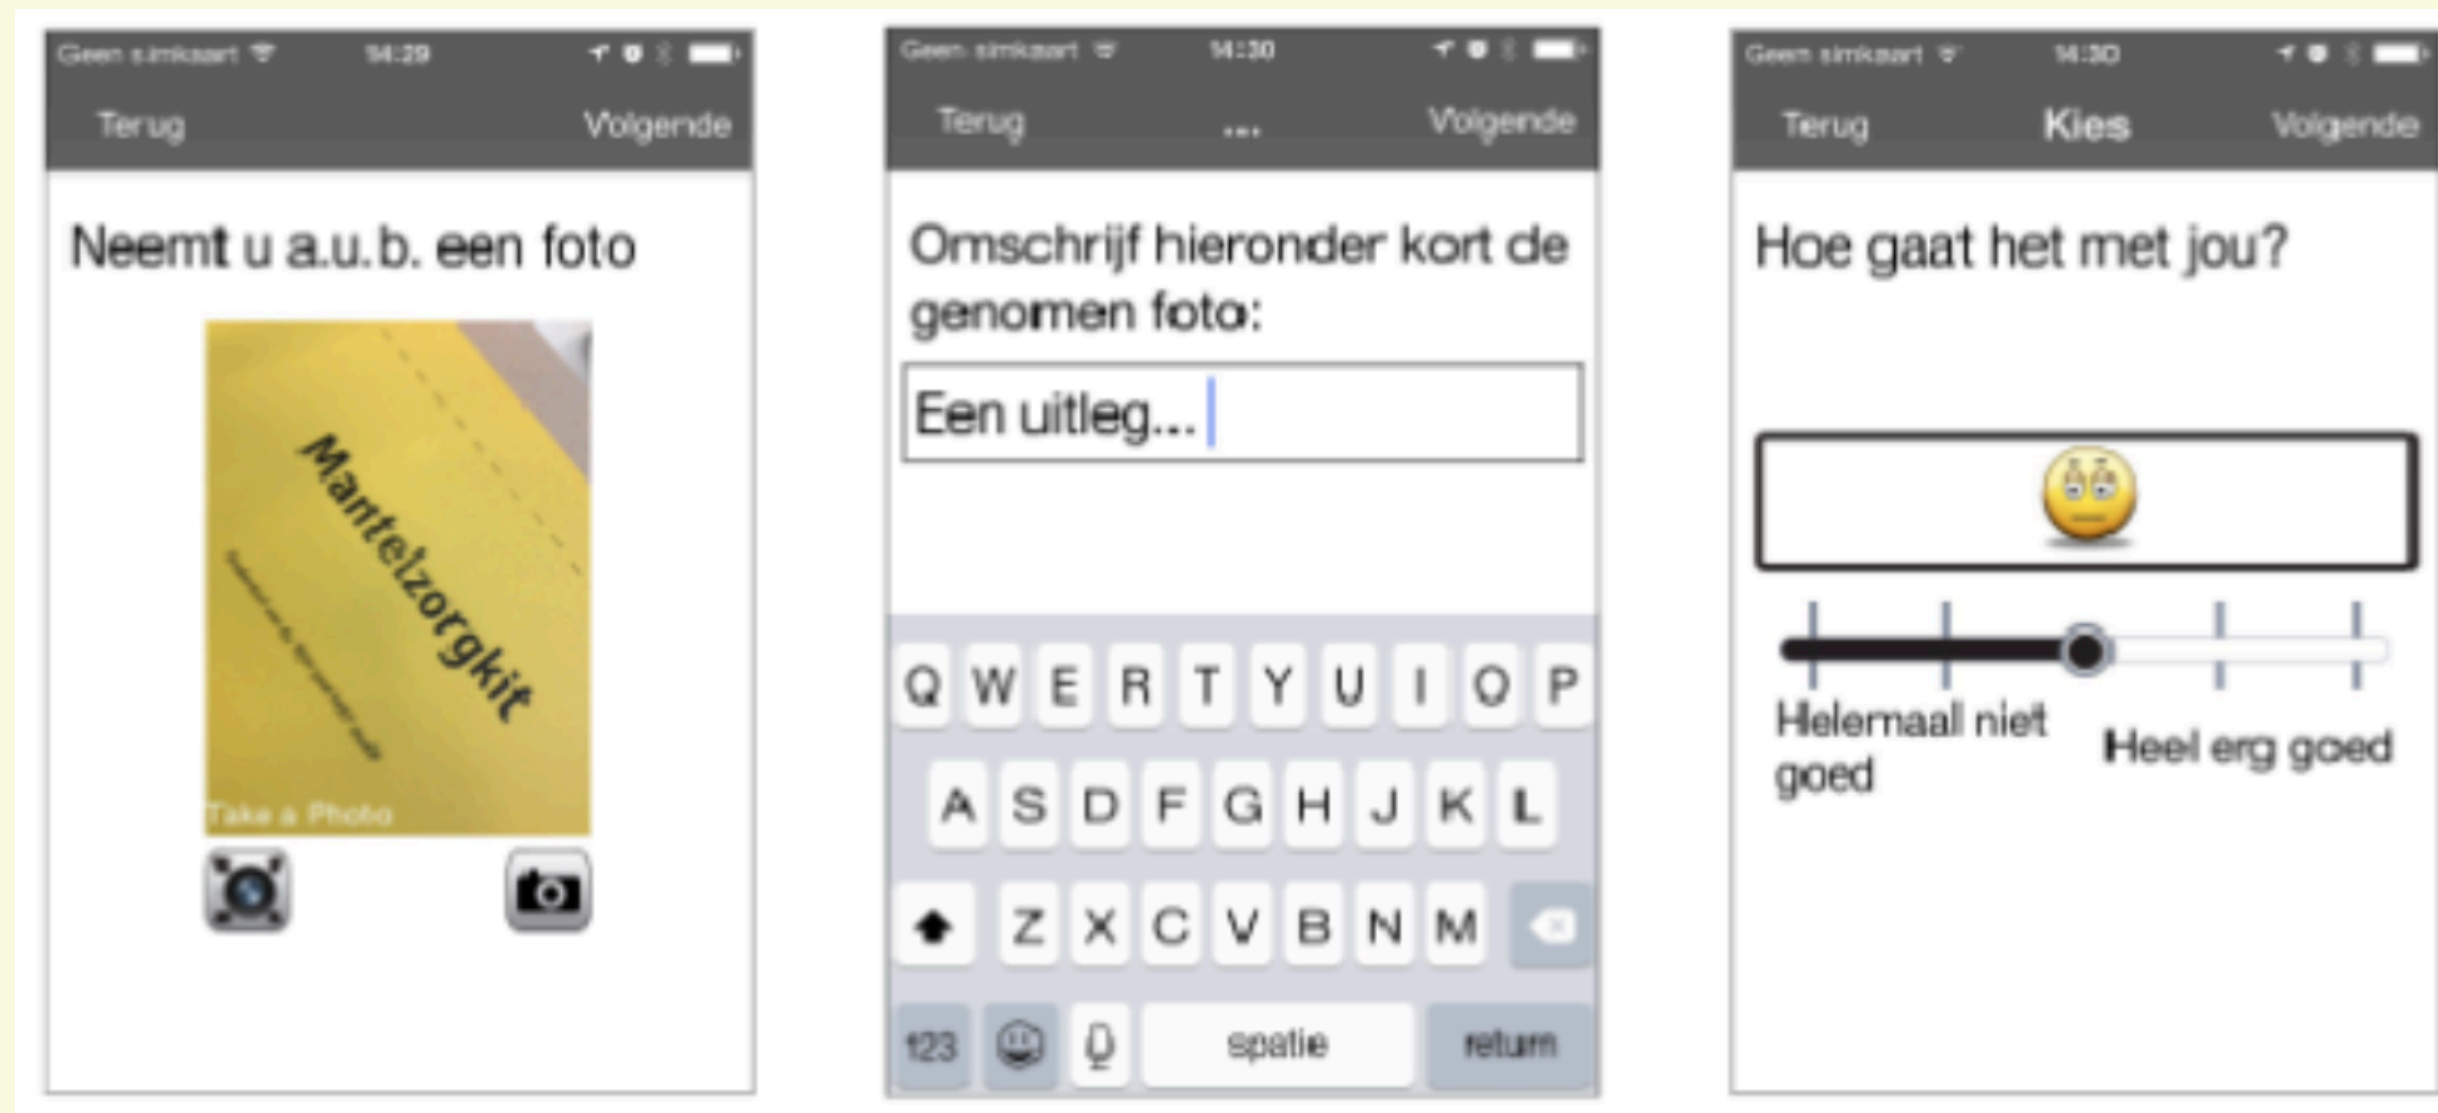 Geen simkaart 14:29
Terug Volgende
Neemt u a.u.b. een foto
Mantelzorgkit
Take a Photo
Geen simkaart 14:30
Terug ... Volgende
Omschrijf hieronder kort de
genomen foto:
Een uitleg...
Q W E R T Y U I O P
A S D F G H J K L
Z X C V B N M
123 spatie return
Geen simkaart 14:30
Terug Kies Volgende
Hoe gaat het met jou?
Helemaal niet
goed
Heel erg goed